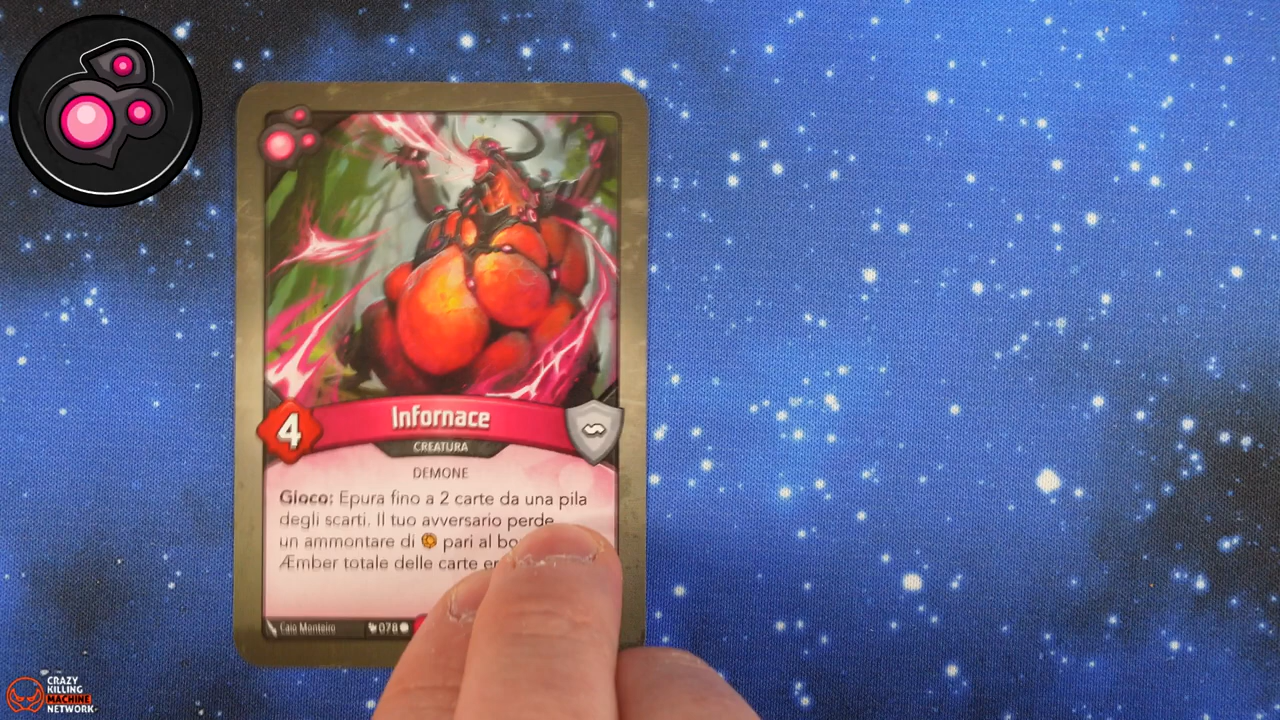 4
Infornace
CREATURA
DEMONE
Gioco: Epura fino a 2 carte da una pila
degli scarti. Il tuo avversario perde
un ammontare di pari al
Æmber totale delle carte
Caio Monteiro
078
CRAZY
KILLING
MACHINE
NETWORK